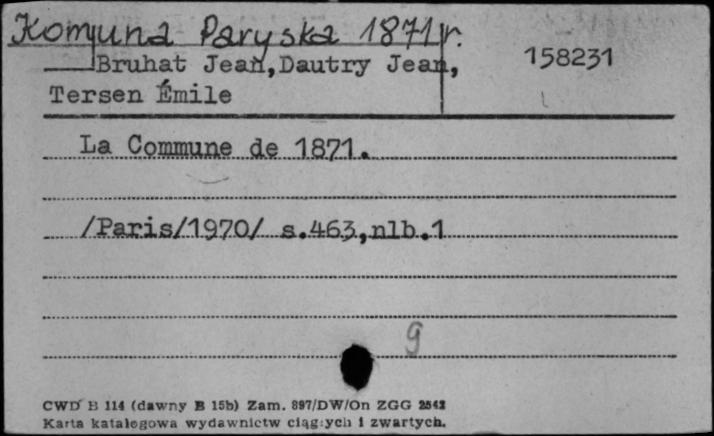 Komuna Paryska 1871 r.
Bruhat Jean,Dautry Jean, 158231
Tersen Émile
La Commune de 1871.
/Paris/1970/ s.463,nlb.1
9
CWD B 114 (dawny B 15b) Zam. 897/DW/On ZGG 2542
Karta katalogowa wydawnictw ciągłych i zwartych.